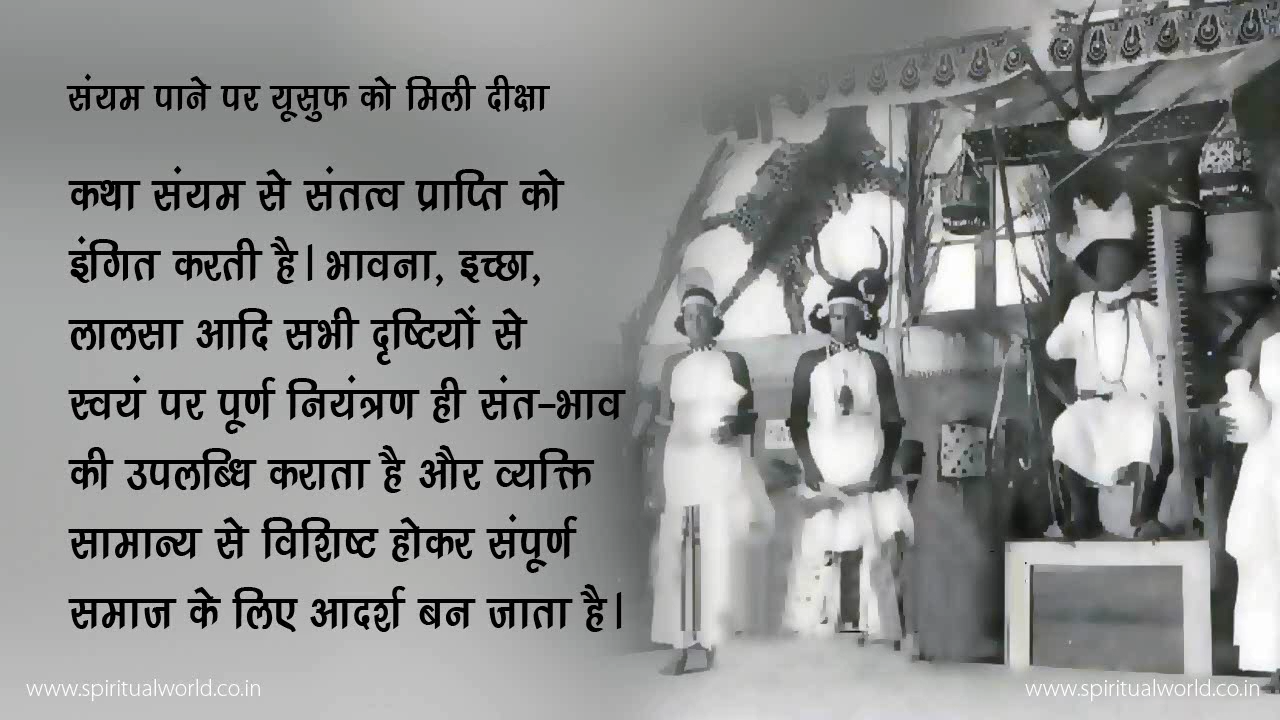 संयम पाने पर यूसुफ को मिली दीक्षा
कथा संयम से संतत्व प्राप्ति को
इंगित करती है। भावना, इच्छा,
लालसा आदि सभी दृष्टियों से
स्वयं पर पूर्ण नियंत्रण ही संत-भाव
की उपलब्धि कराता है और व्यक्ति
सामान्य से विशिष्ट होकर संपूर्ण
समाज के लिए आदर्श बन जाता है।
www.spiritualworld.co.in
www.spiritualworld.co.in